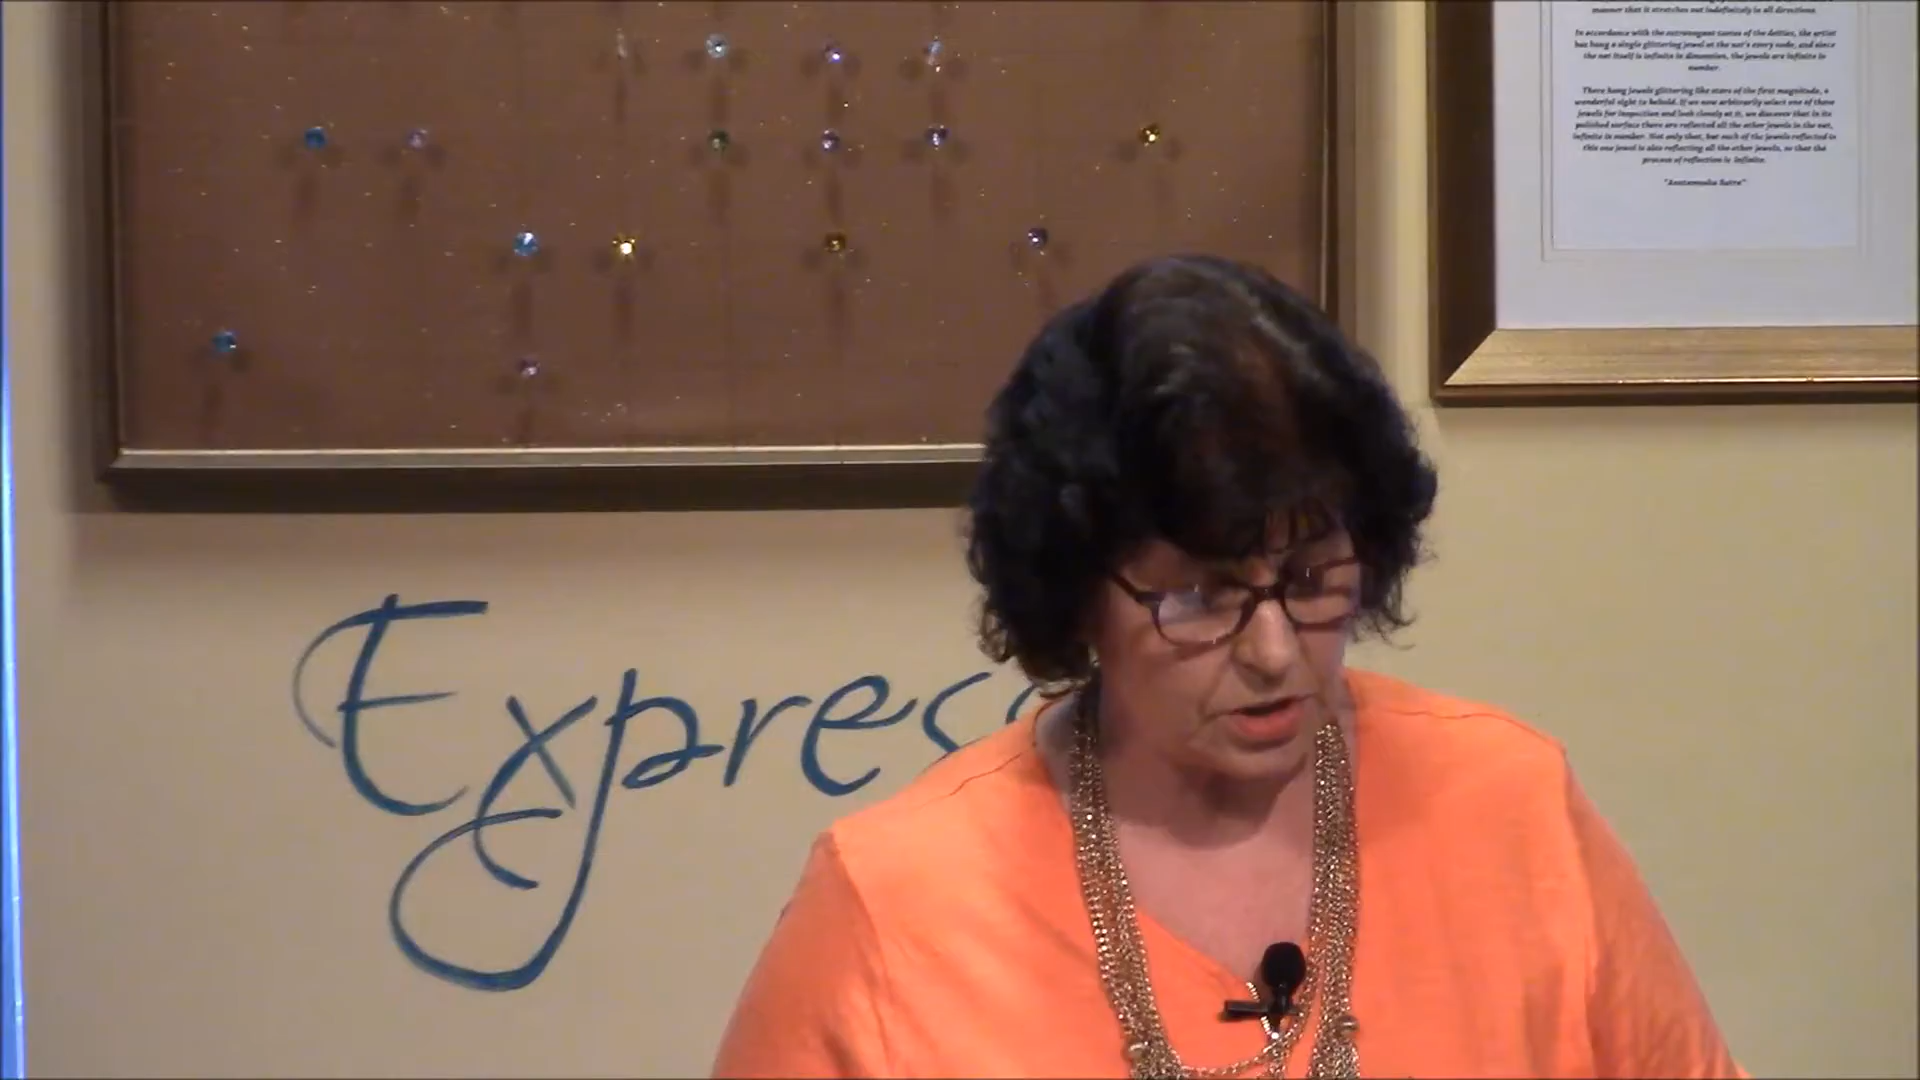 manner that it stretches out indefinitely in all directions.
In accordance with the extravagant tastes of the deities, the artist
has hung a single glittering jewel at the net's every node, and since
the net itself is infinite in dimension, the jewels are infinite in
number.
There hang jewels glittering like stars of the first magnitude, a
wonderful sight to behold. If we now arbitrarily select one of these
jewels for inspection and look closely at it, we discover that in its
polished surface there are reflected all the other jewels in the net,
infinite in number. Not only that, but each of the jewels reflected in
this one jewel is also reflecting all the other jewels, so that the
process of reflection is infinite.
"Avatamsaka Sutra"
Express